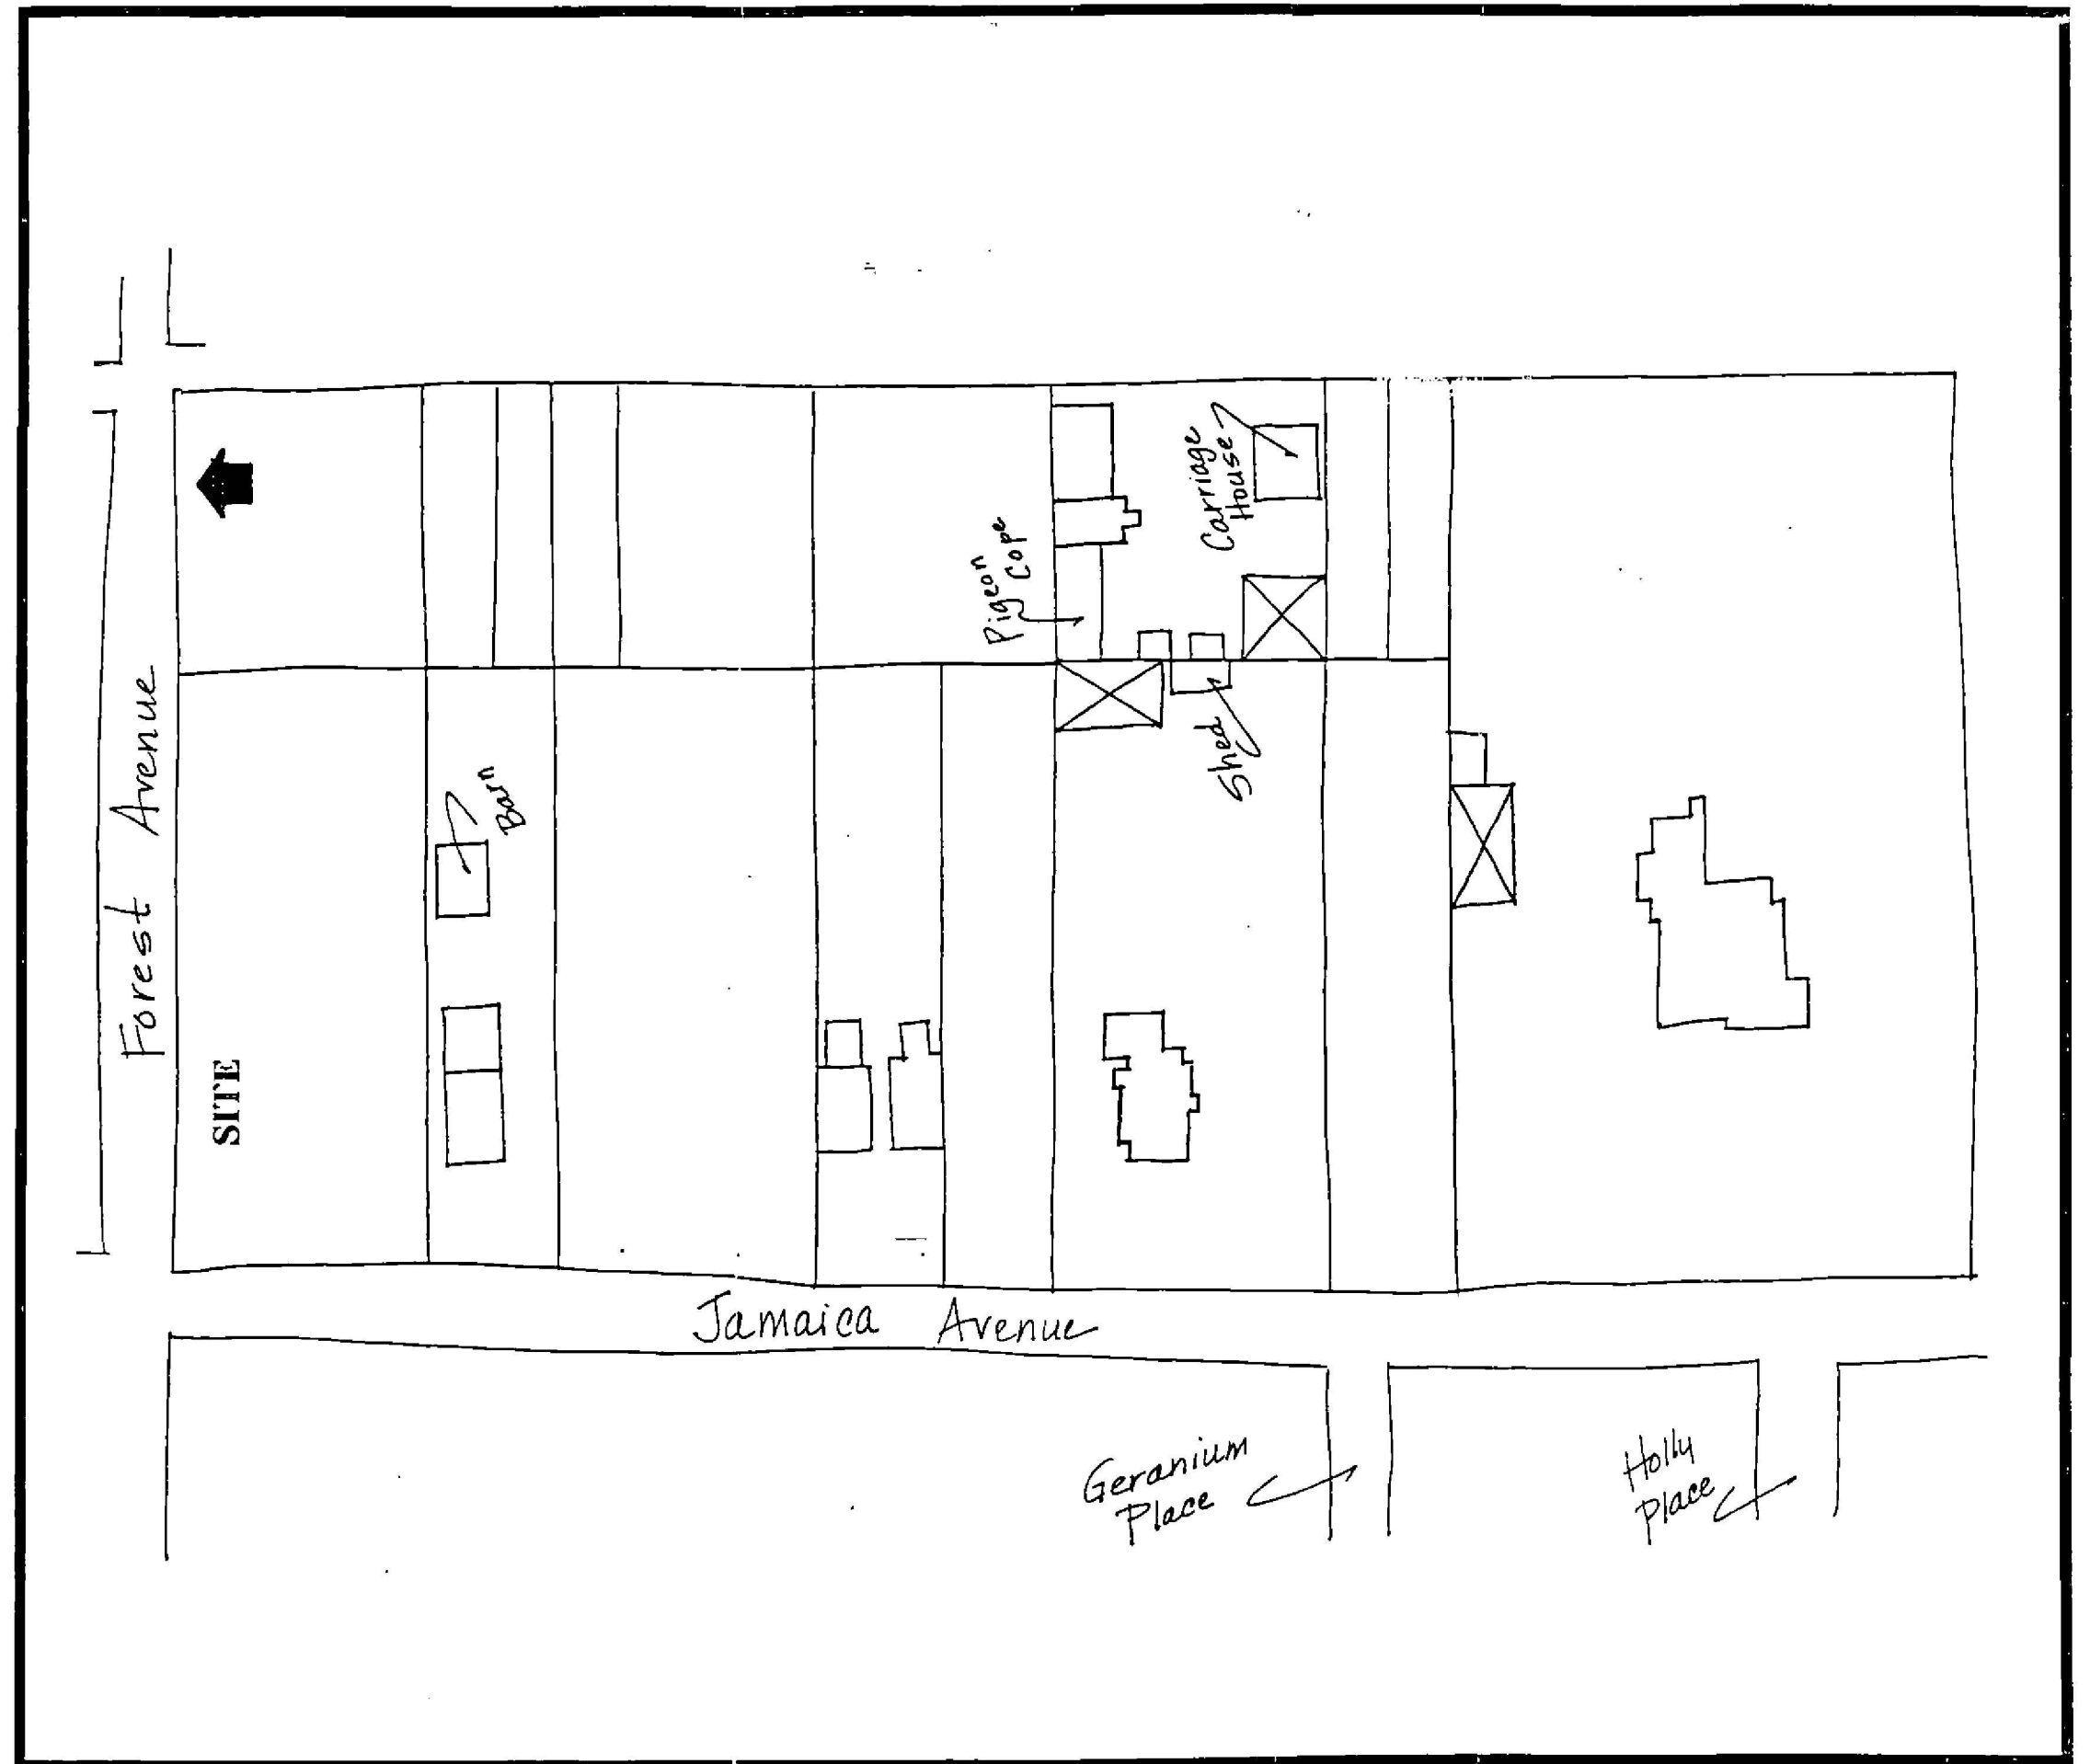 Forest Avenue
SITE
Barn
Pigeon
Cope
Carriage
House
Shed
Jamaica Avenue
Geranium
Place
Holly
Place